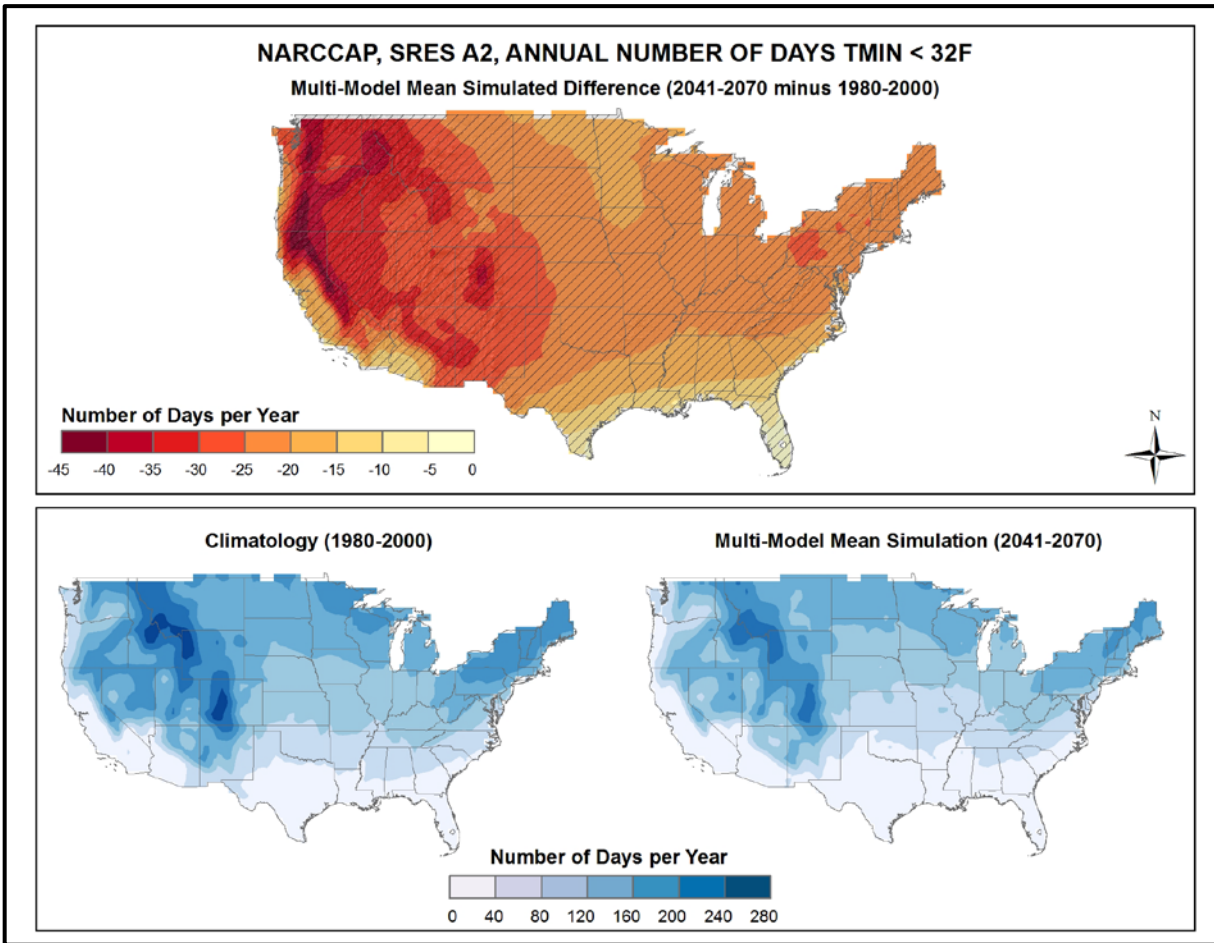 NARCCAP, SRES A2, ANNUAL NUMBER OF DAYS TMIN < 32F
Multi-Model Mean Simulated Difference (2041-2070 minus 1980-2000)
Number of Days per Year
-45 -40 -35 -30 -25 -20 -15 -10 -5 0
N
Climatology (1980-2000)
Multi-Model Mean Simulation (2041-2070)
Number of Days per Year
0 40 80 120 160 200 240 280